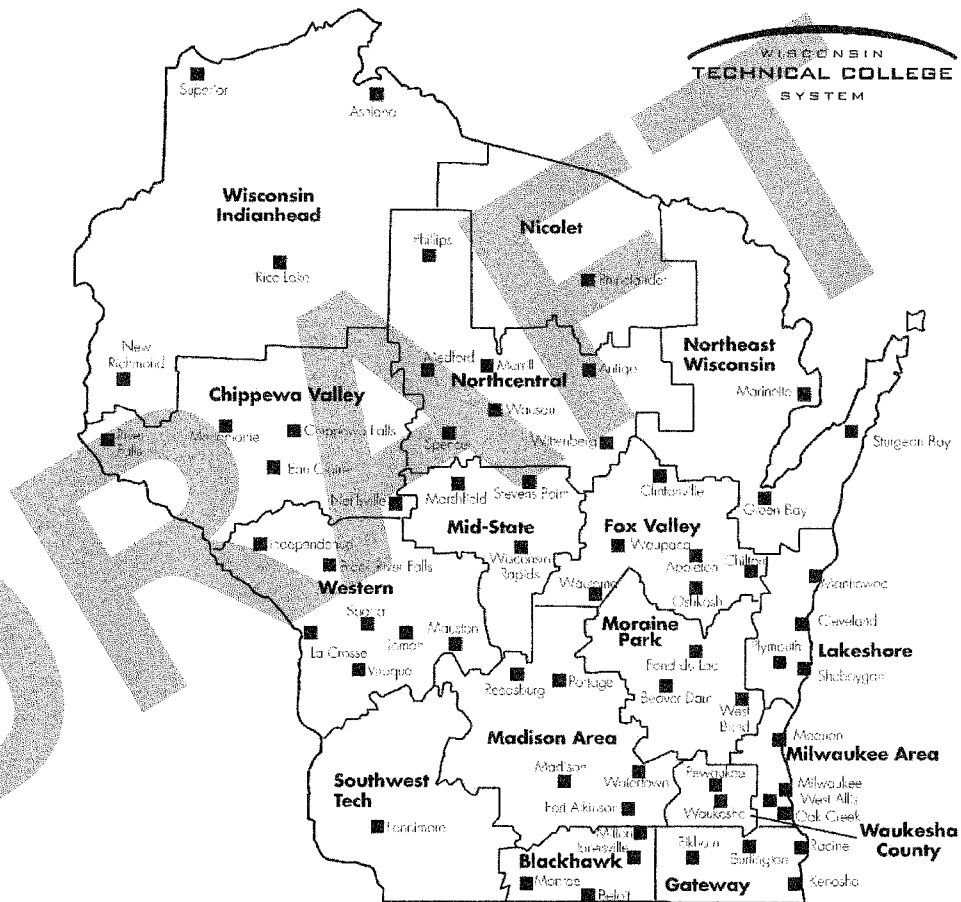 WISCONSIN
TECHNICAL COLLEGE
SYSTEM
DRAFT
Superior
Ashland
Wisconsin
Indianhead
Nicolet
Phillips
Rice Lake
Rhinelander
New
Richmond
Medford
Merrill
Antigo
Northeast
Wisconsin
Northcentral
Chippewa Valley
Marinette
Wausau
River
Falls
Menomonie
Chippewa Falls
Spencer
Wittenberg
Sturgeon Bay
Eau Claire
Neillsville
Marshfield
Stevens Point
Clintonville
Green Bay
Mid-State
Fox Valley
Independence
Wisconsin
Rapids
Waupaca
Appleton
Chilton
Black River Falls
Western
Wautoma
Oshkosh
Manitowoc
Sparta
Tomah
Mauston
Moraine
Park
Cleveland
La Crosse
Viroqua
Reedsburg
Portage
Fond du Lac
Plymouth
Lakeshore
Sheboygan
Beaver Dam
West
Bend
Madison Area
Mequon
Milwaukee Area
Southwest
Tech
Madison
Watertown
Pewaukee
Milwaukee
West Allis
Oak Creek
Fort Atkinson
Waukesha
Waukesha
County
Fennimore
Milton
Janesville
Elkhorn
Burlington
Racine
Blackhawk
Monroe
Beloit
Gateway
Kenosha